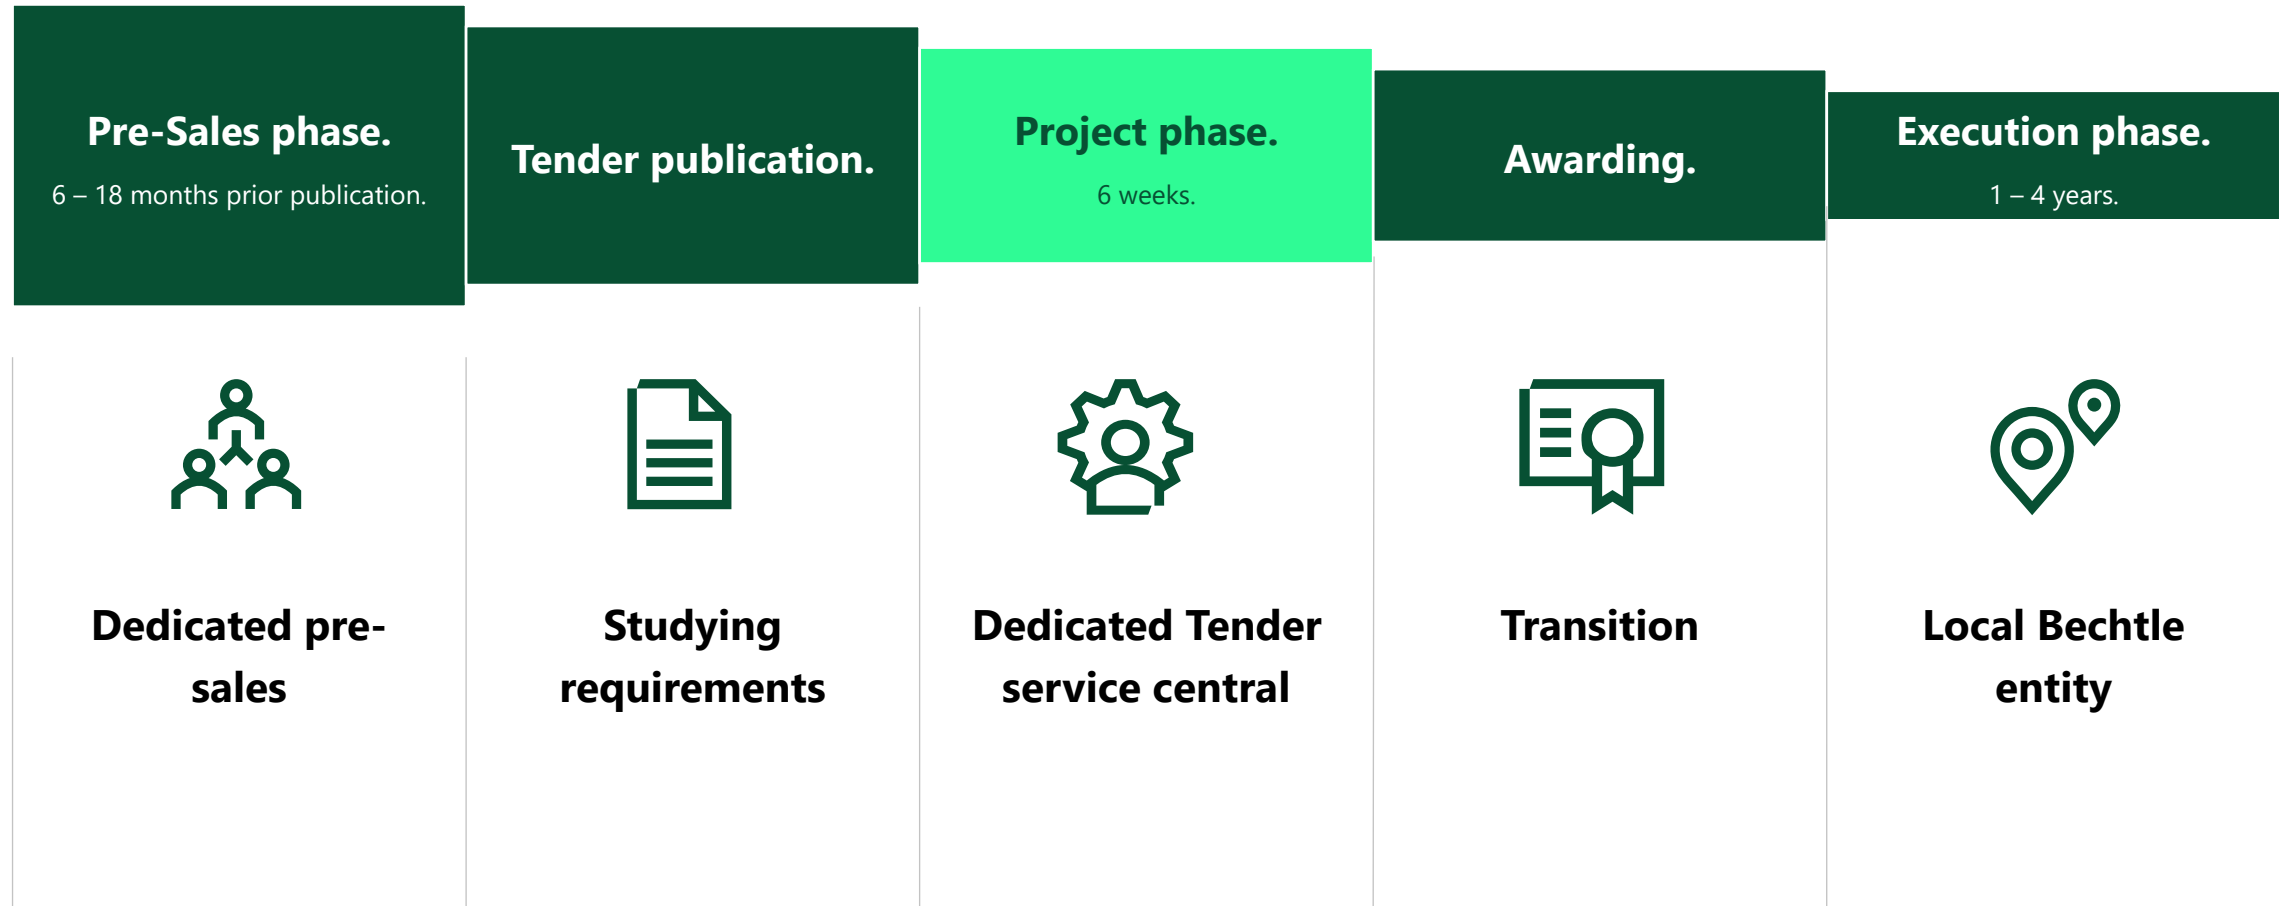 Pre-Sales phase.
6 – 18 months prior publication.
Tender publication.
Project phase.
6 weeks.
Awarding.
Execution phase.
1 – 4 years.
Dedicated pre-
sales
Studying
requirements
Dedicated Tender
service central
Transition
Local Bechtle
entity